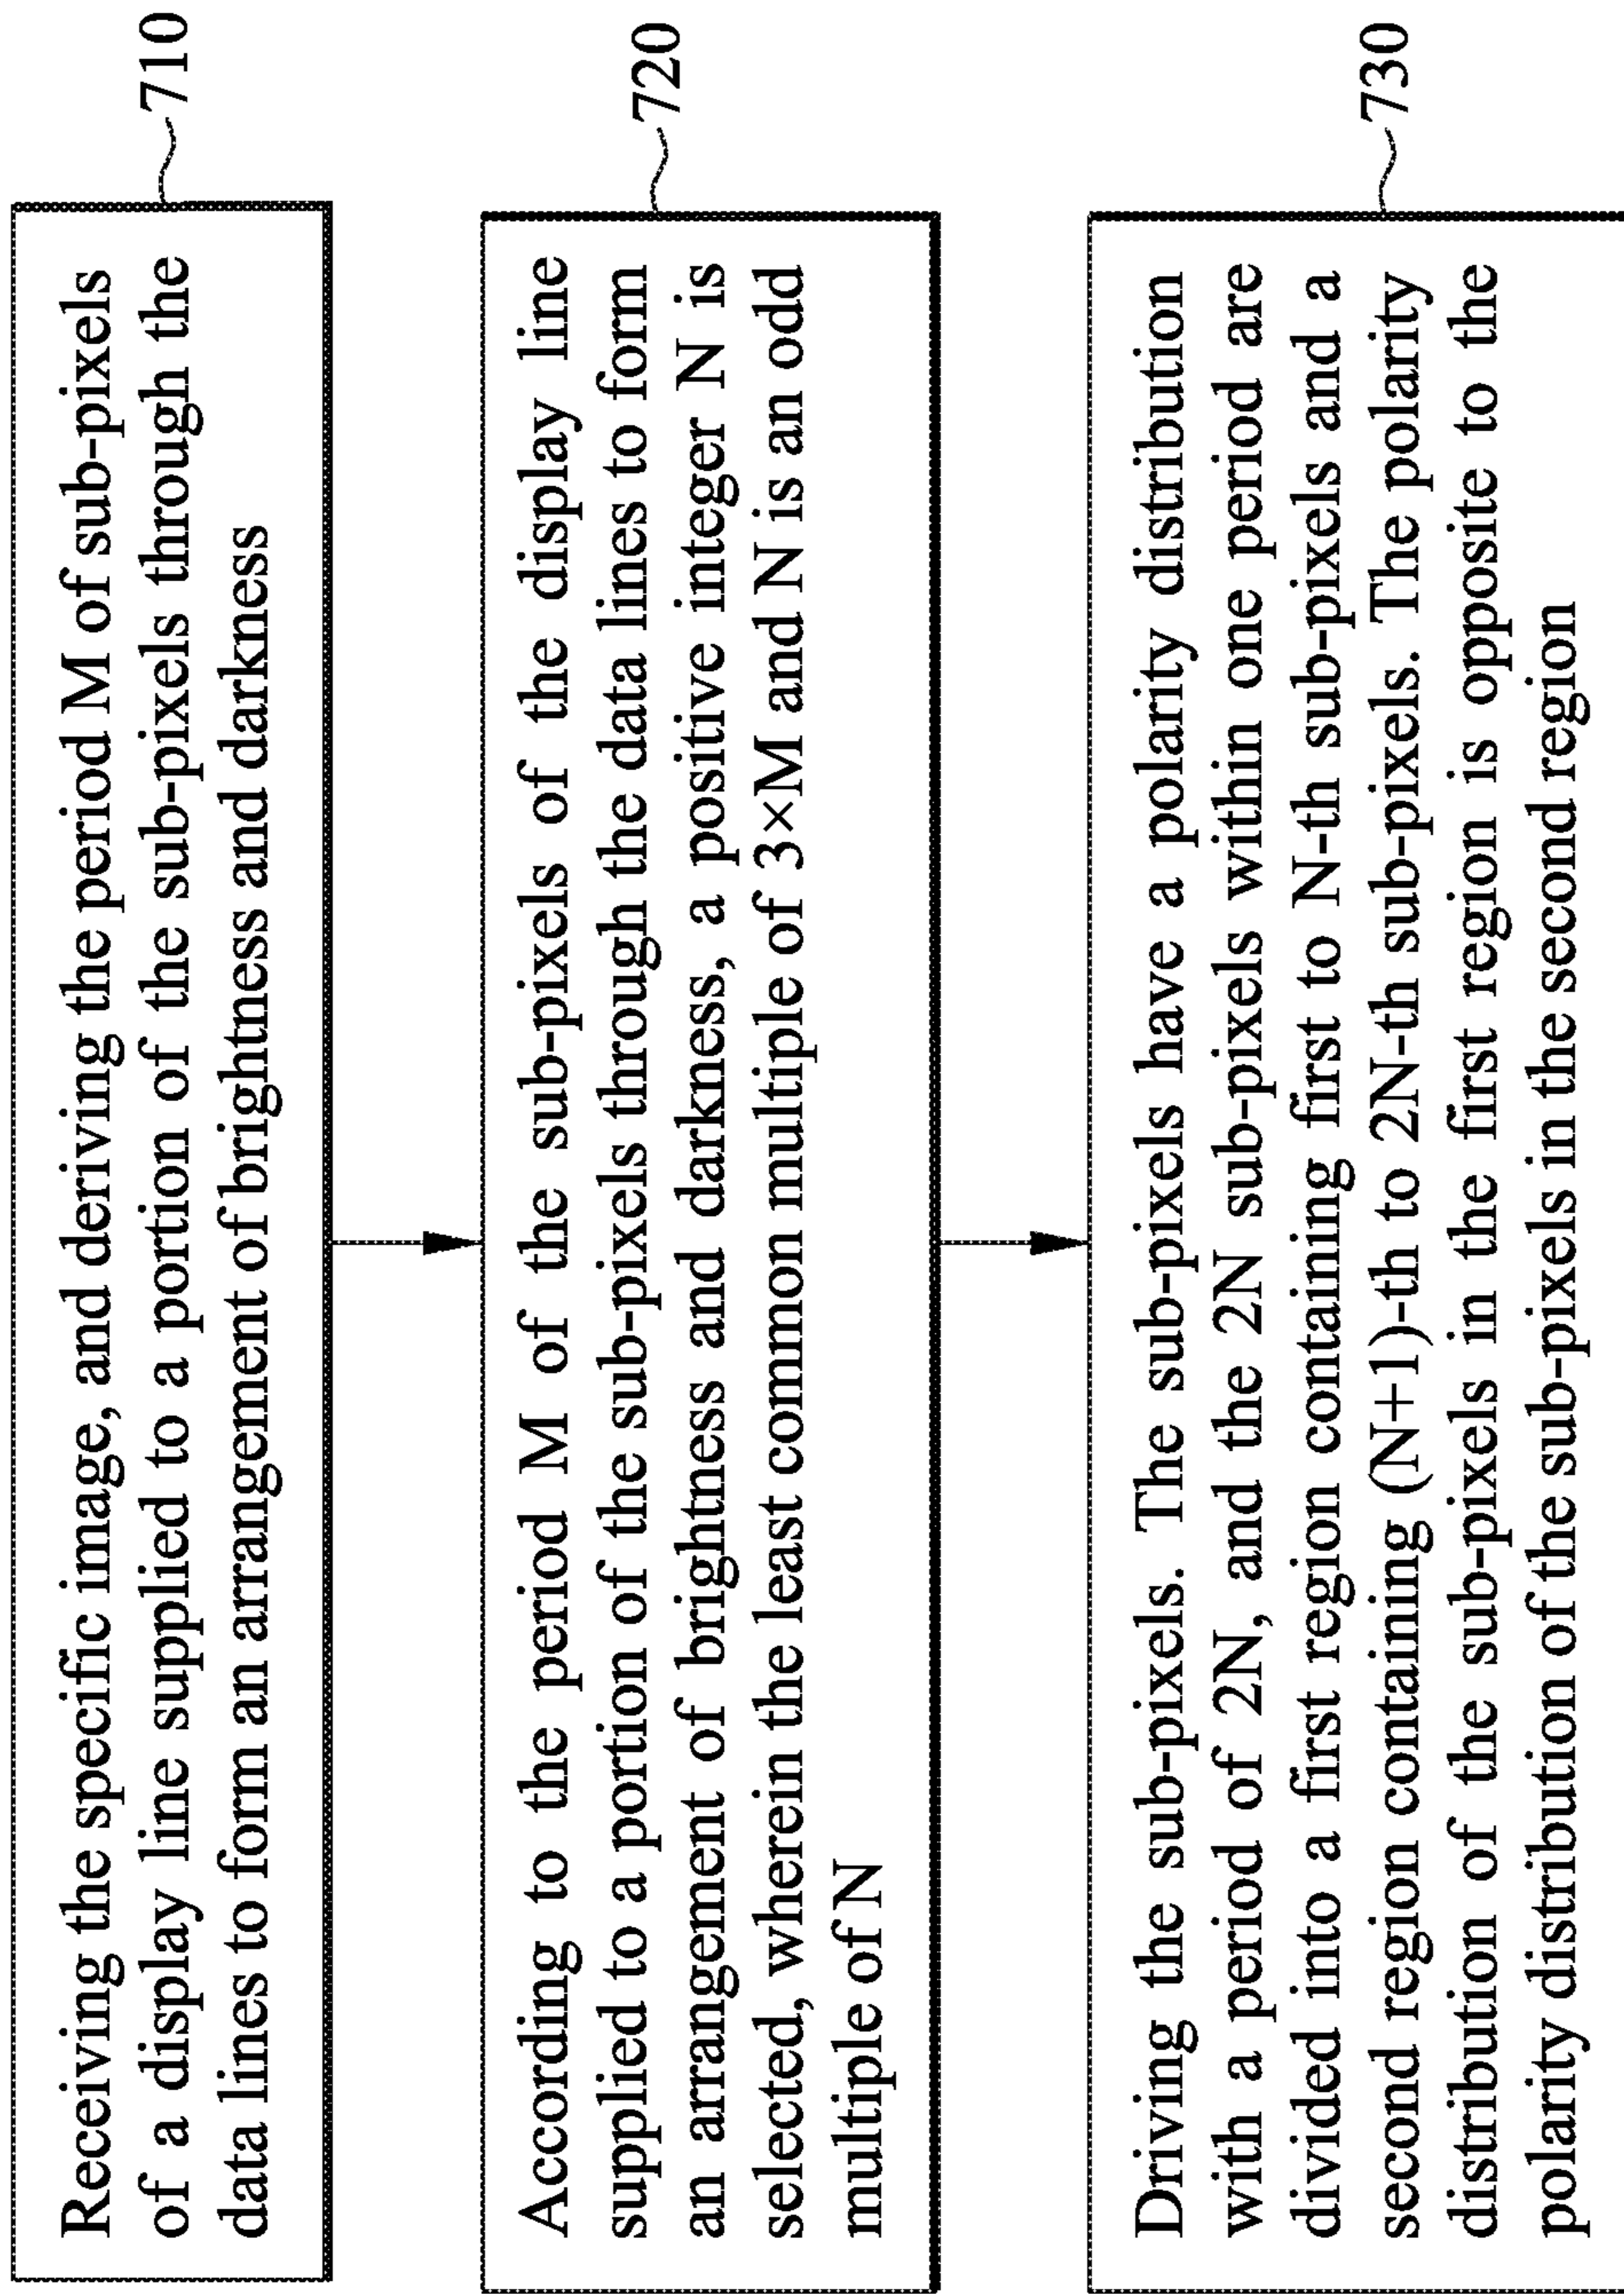 Receiving the specific image, and deriving the period M of sub-pixels
of a display line supplied to a portion of the sub-pixels through the
data lines to form an arrangement of brightness and darkness
710
According to the period M of the sub-pixels of the display line
supplied to a portion of the sub-pixels through the data lines to form
an arrangement of brightness and darkness, a positive integer N is
selected, wherein the least common multiple of 3×M and N is an odd
multiple of N
720
Driving the sub-pixels. The sub-pixels have a polarity distribution
with a period of 2N, and the 2N sub-pixels within one period are
divided into a first region containing first to N-th sub-pixels and a
second region containing (N+1)-th to 2N-th sub-pixels. The polarity
distribution of the sub-pixels in the first region is opposite to the
polarity distribution of the sub-pixels in the second region
730